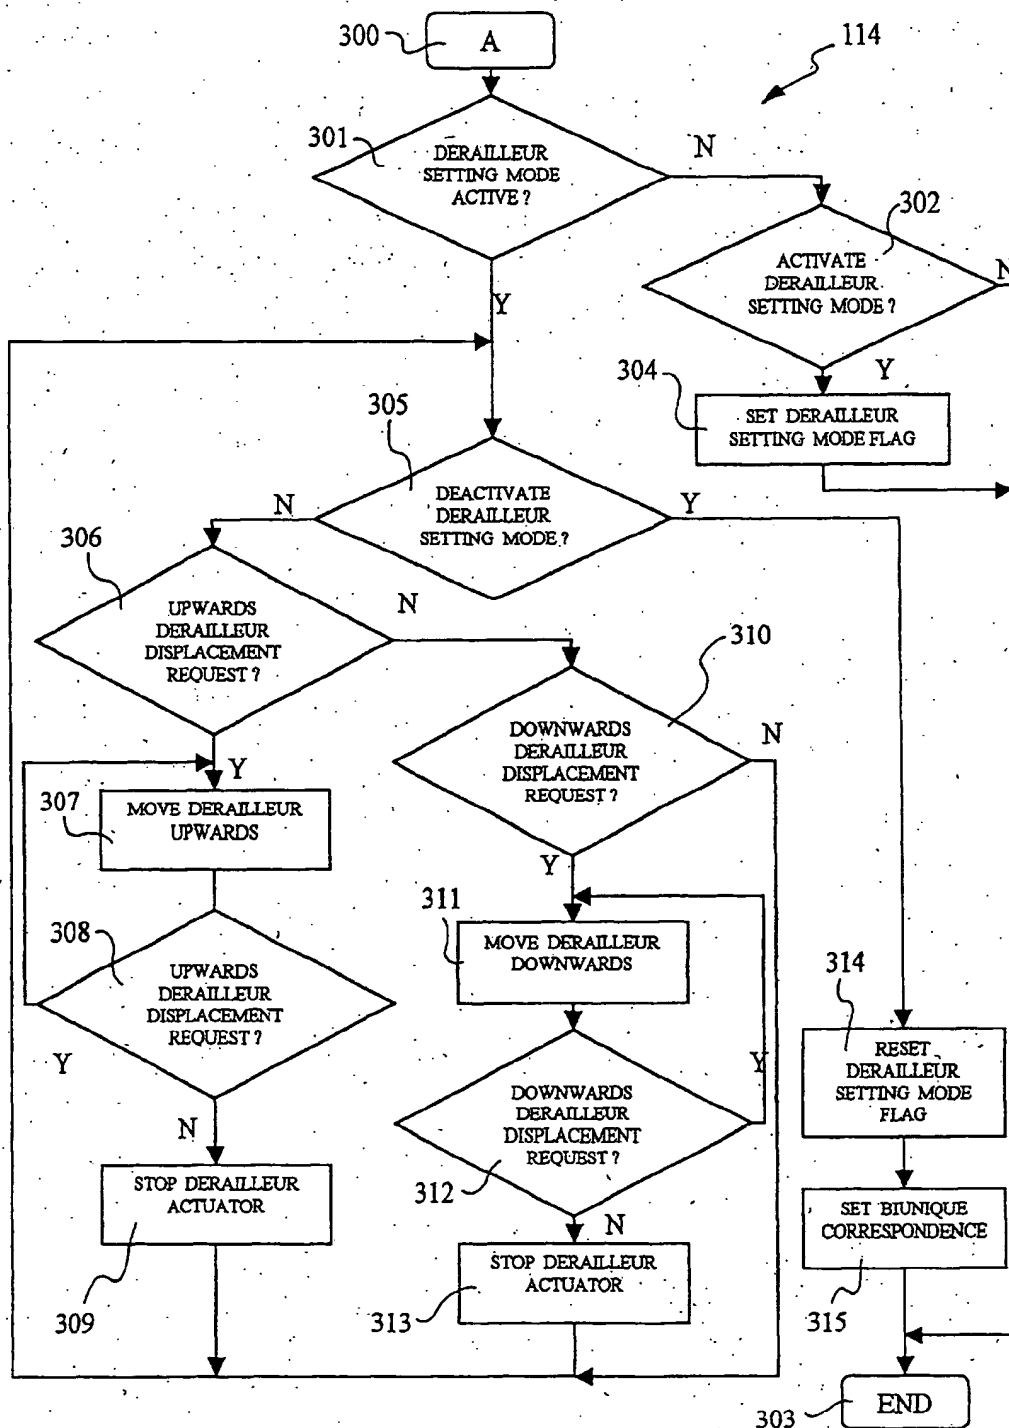 300
A
114
301
DERAILLEUR
SETTING MODE
ACTIVE?
N
302
ACTIVATE
DERAILLEUR
SETTING MODE?
N
Y
Y
304
SET DERAILLEUR
SETTING MODE FLAG
305
DEACTIVATE
DERAILLEUR
SETTING MODE?
N
Y
306
UPWARDS
DERAILLEUR
DISPLACEMENT
REQUEST?
N
310
DOWNWARDS
DERAILLEUR
DISPLACEMENT
REQUEST?
N
Y
307
MOVE DERAILLEUR
UPWARDS
Y
311
MOVE DERAILLEUR
DOWNWARDS
308
UPWARDS
DERAILLEUR
DISPLACEMENT
REQUEST?
Y
N
314
RESET
DERAILLEUR
SETTING MODE
FLAG
Y
DOWNWARDS
DERAILLEUR
DISPLACEMENT
REQUEST?
312
N
STOP DERAILLEUR
ACTUATOR
309
SET BIUNIQUE
CORRESPONDENCE
315
STOP DERAILLEUR
ACTUATOR
313
END
303